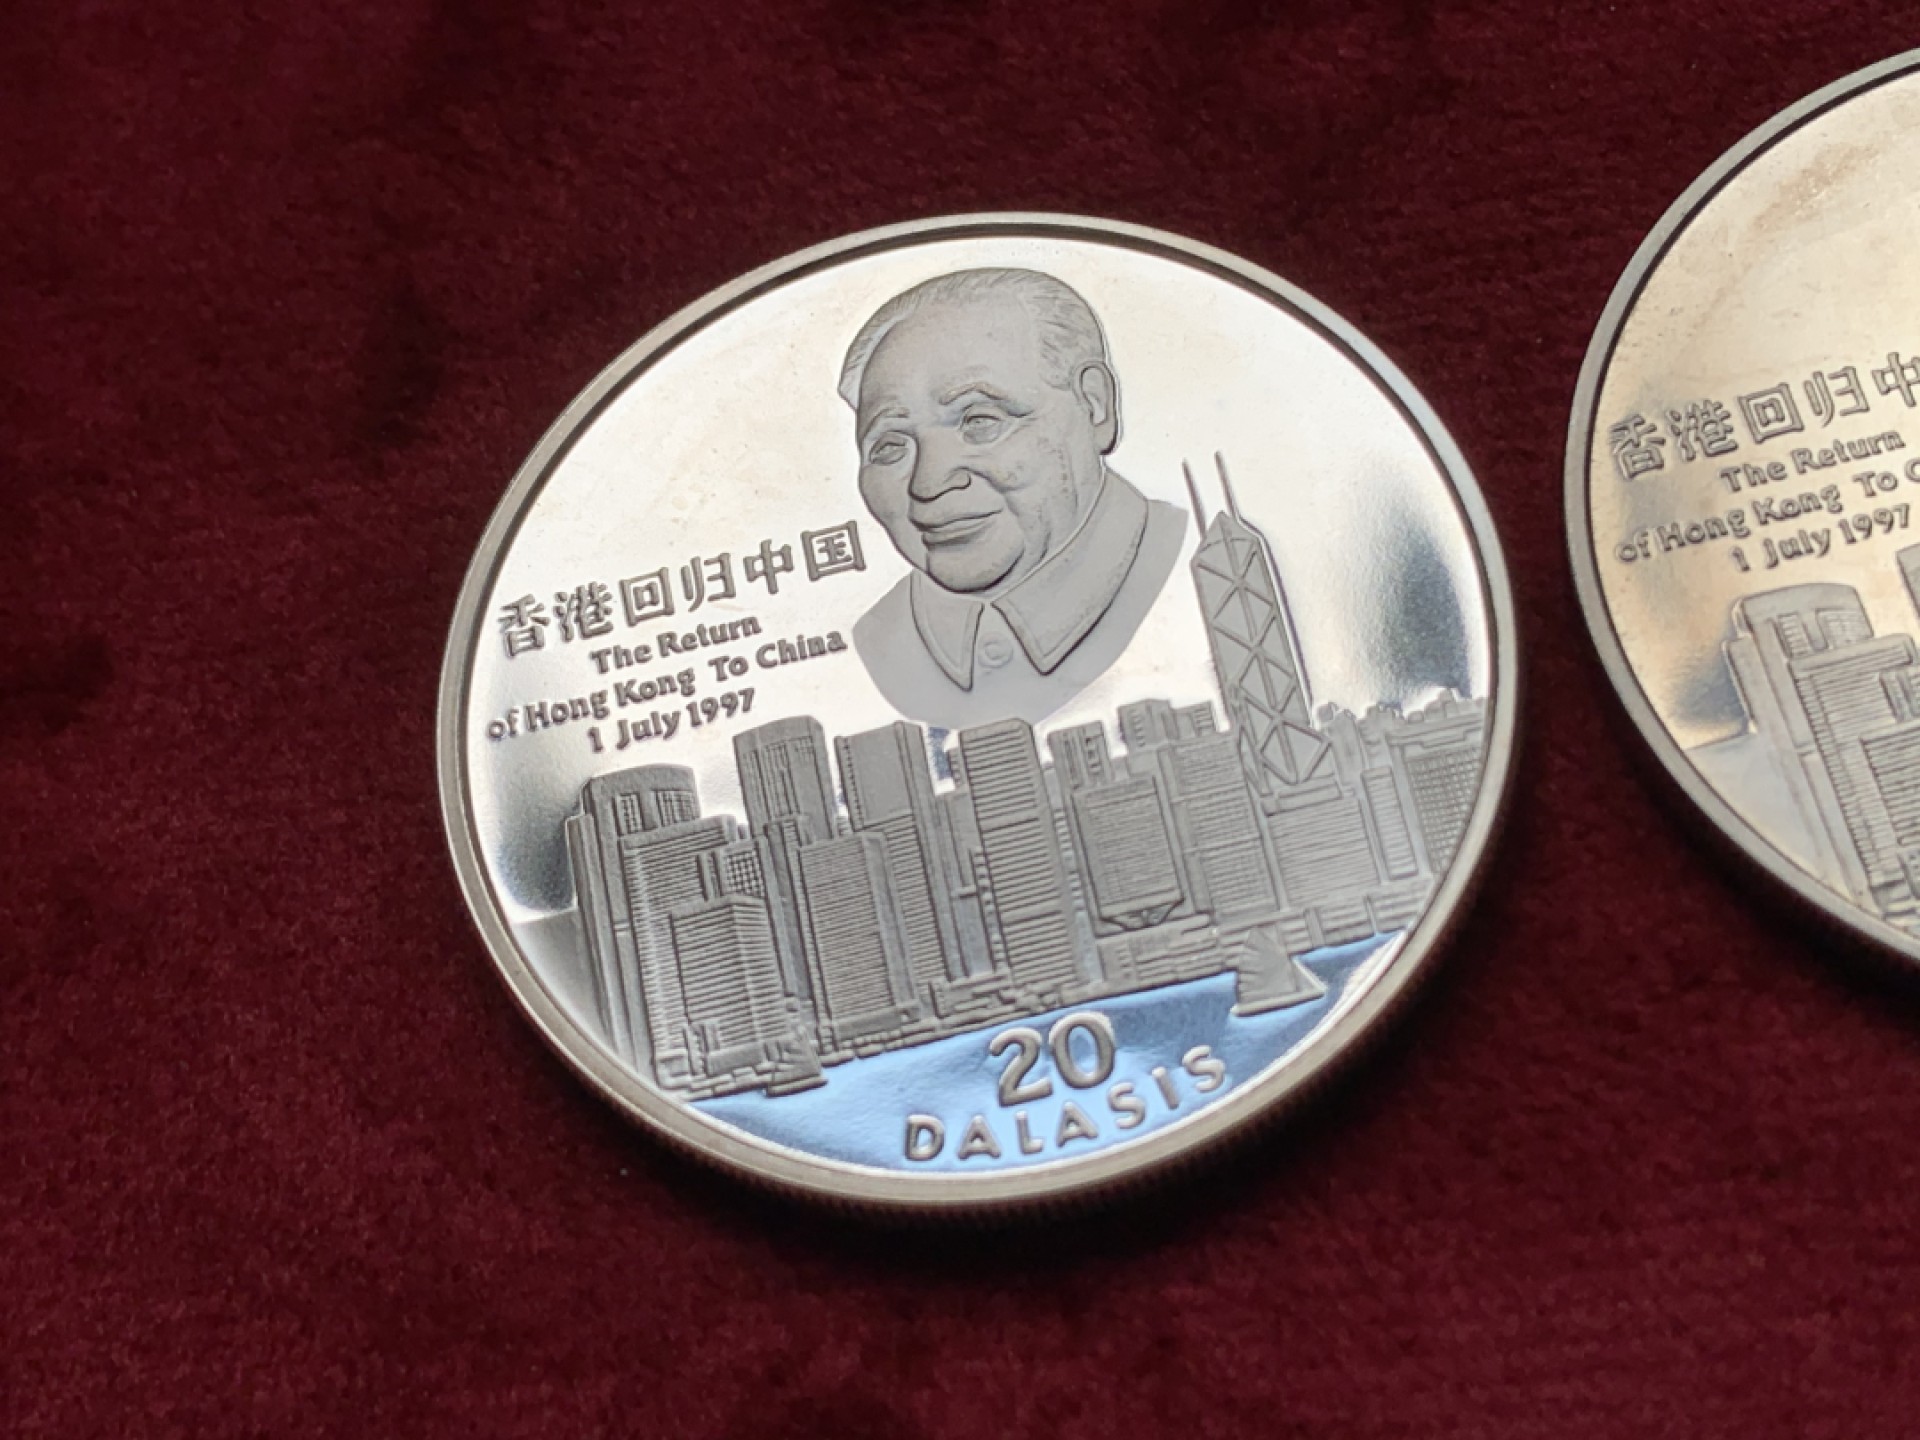 香港回归中国
The Return
of Hong Kong To China
1 July 1997
20
DALASIS
香港回归中
The Return
of Hong Kong To
1 July 1997